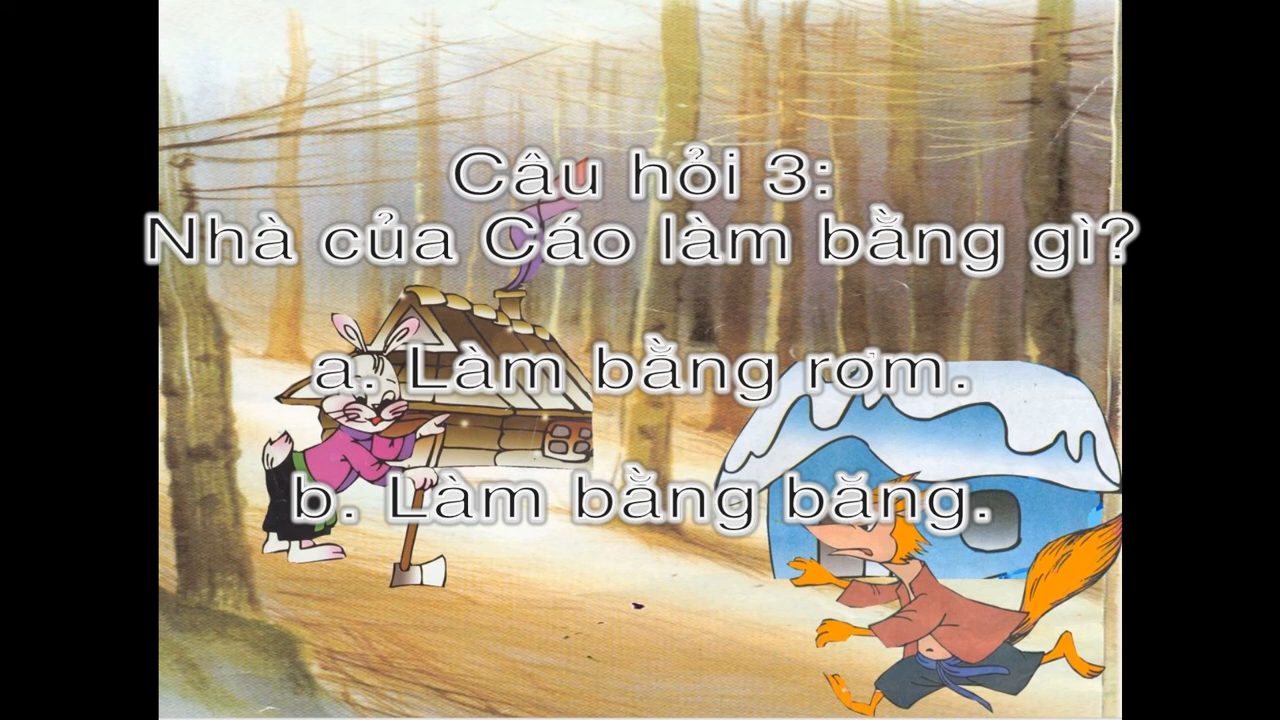 Câu hỏi 3:
Nhà của Cáo làm bằng gì?
a. Làm bằng rơm.
b. Làm bằng băng.